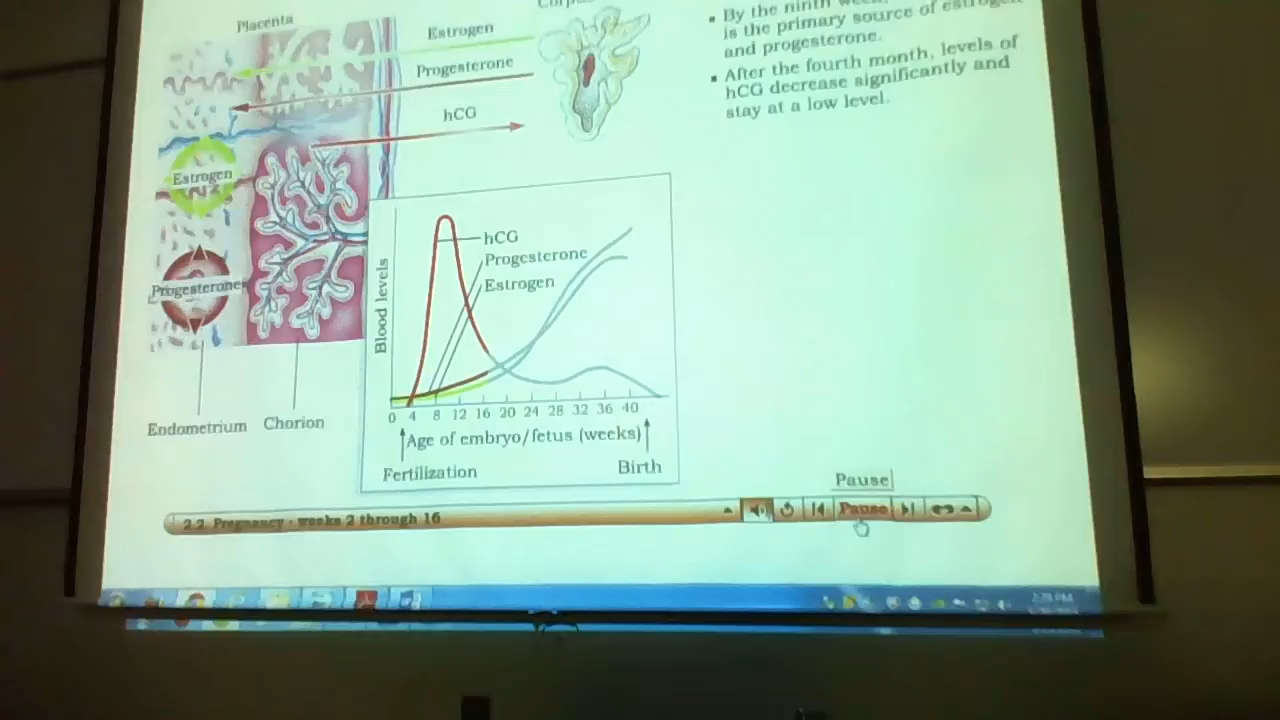 Placenta
Estrogen
Progesterone
hCG
▪ By the ninth
is the primary source of estrogen
and progesterone.
▪ After the fourth month, levels of
hCG decrease significantly and
stay at a low level.
Estrogen
Progesterone
Endometrium
Chorion
Blood levels
hCG
Progesterone
Estrogen
0 4 8 12 16 20 24 28 32 36 40
Age of embryo/fetus (weeks)
Fertilization
Birth
Pause
2.2 Pregnancy - weeks 2 through 16
Pause